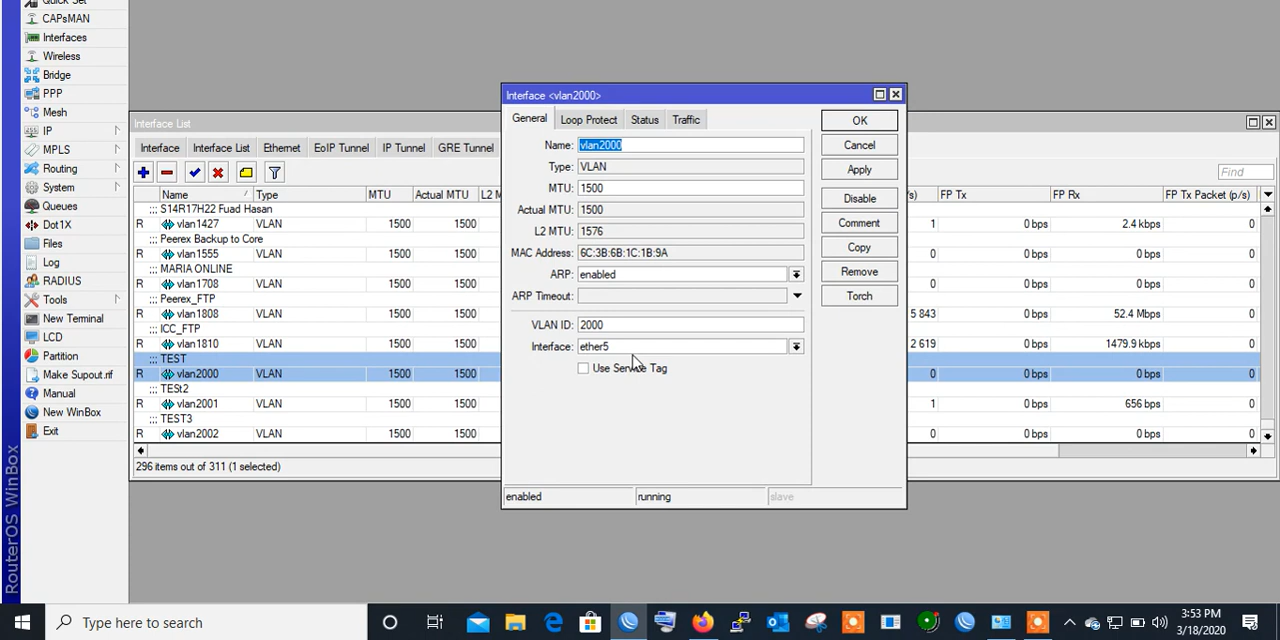 Quick Set
CAPsMAN
Interfaces
Wireless
Bridge
PPP
Mesh
IP
MPLS
Routing
System
Queues
Dot1X
Files
Log
RADIUS
Tools
New Terminal
LCD
Partition
Make Supout.rif
Manual
New WinBox
Exit
RouterOS WinBox
Interface List
Interface Interface List Ethernet EoIP Tunnel IP Tunnel GRE Tunnel
Find
Name Type MTU Actual MTU L2 M
/s) FP Tx FP Rx FP Tx Packet (p/s)
;;; S14R17H22 Fuad Hasan
R vlan1427 VLAN 1500 1500 1 0 bps 2.4 kbps 0
;;; Peerex Backup to Core
R vlan1555 VLAN 1500 1500 0 0 bps 0 bps 0
;;; MARIA ONLINE
R vlan1708 VLAN 1500 1500 0 0 bps 0 bps 0
;;; Peerex_FTP
R vlan1808 VLAN 1500 1500 5 843 0 bps 52.4 Mbps 0
;;; ICC_FTP
R vlan1810 VLAN 1500 1500 2 619 0 bps 1479.9 kbps 0
;;; TEST
R vlan2000 VLAN 1500 1500 0 0 bps 0 bps 0
;;; TESt2
R vlan2001 VLAN 1500 1500 1 0 bps 656 bps 0
;;; TEST3
R vlan2002 VLAN 1500 1500 0 0 bps 0 bps 0
296 items out of 311 (1 selected)
Interface <vlan2000>
General Loop Protect Status Traffic
Name: vlan2000
Type: VLAN
MTU: 1500
Actual MTU: 1500
L2 MTU: 1576
MAC Address: 6C:3B:6B:1C:1B:9A
ARP: enabled
ARP Timeout:
VLAN ID: 2000
Interface: ether5
Use Service Tag
OK
Cancel
Apply
Disable
Comment
Copy
Remove
Torch
enabled running slave
Type here to search
3:53 PM
3/18/2020